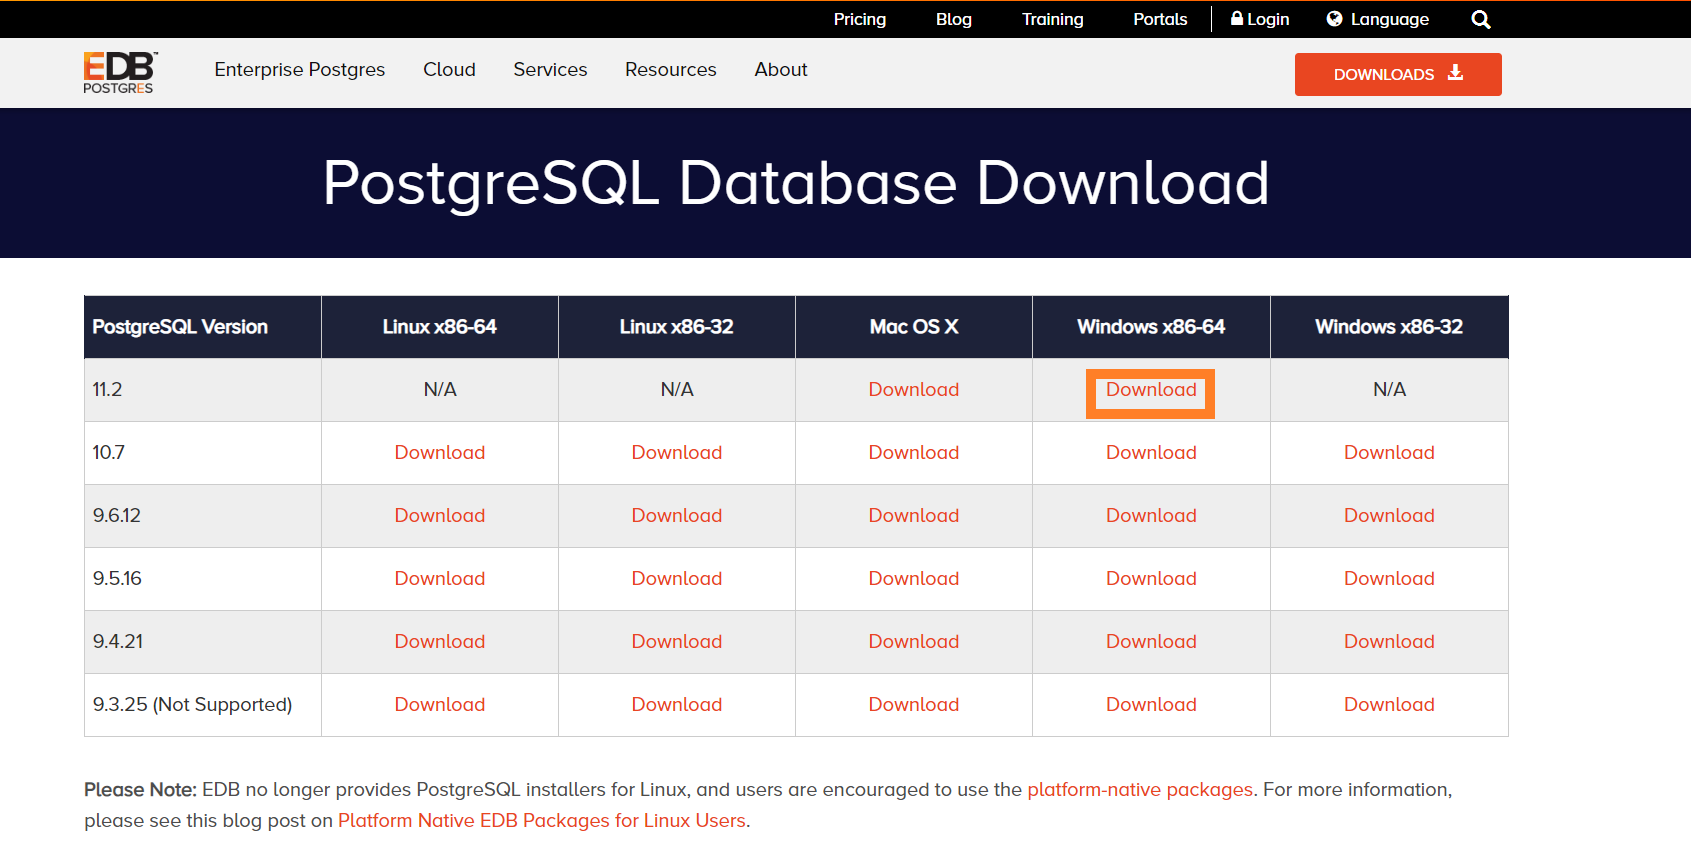 Pricing Blog Training Portals Login Language
EDB™
POSTGRES
Enterprise Postgres Cloud Services Resources About
DOWNLOADS
PostgreSQL Database Download
PostgreSQL Version Linux x86-64 Linux x86-32 Mac OS X Windows x86-64 Windows x86-32
11.2 N/A N/A Download Download N/A
10.7 Download Download Download Download Download
9.6.12 Download Download Download Download Download
9.5.16 Download Download Download Download Download
9.4.21 Download Download Download Download Download
9.3.25 (Not Supported) Download Download Download Download Download
Please Note: EDB no longer provides PostgreSQL installers for Linux, and users are encouraged to use the platform-native packages. For more information,
please see this blog post on Platform Native EDB Packages for Linux Users.